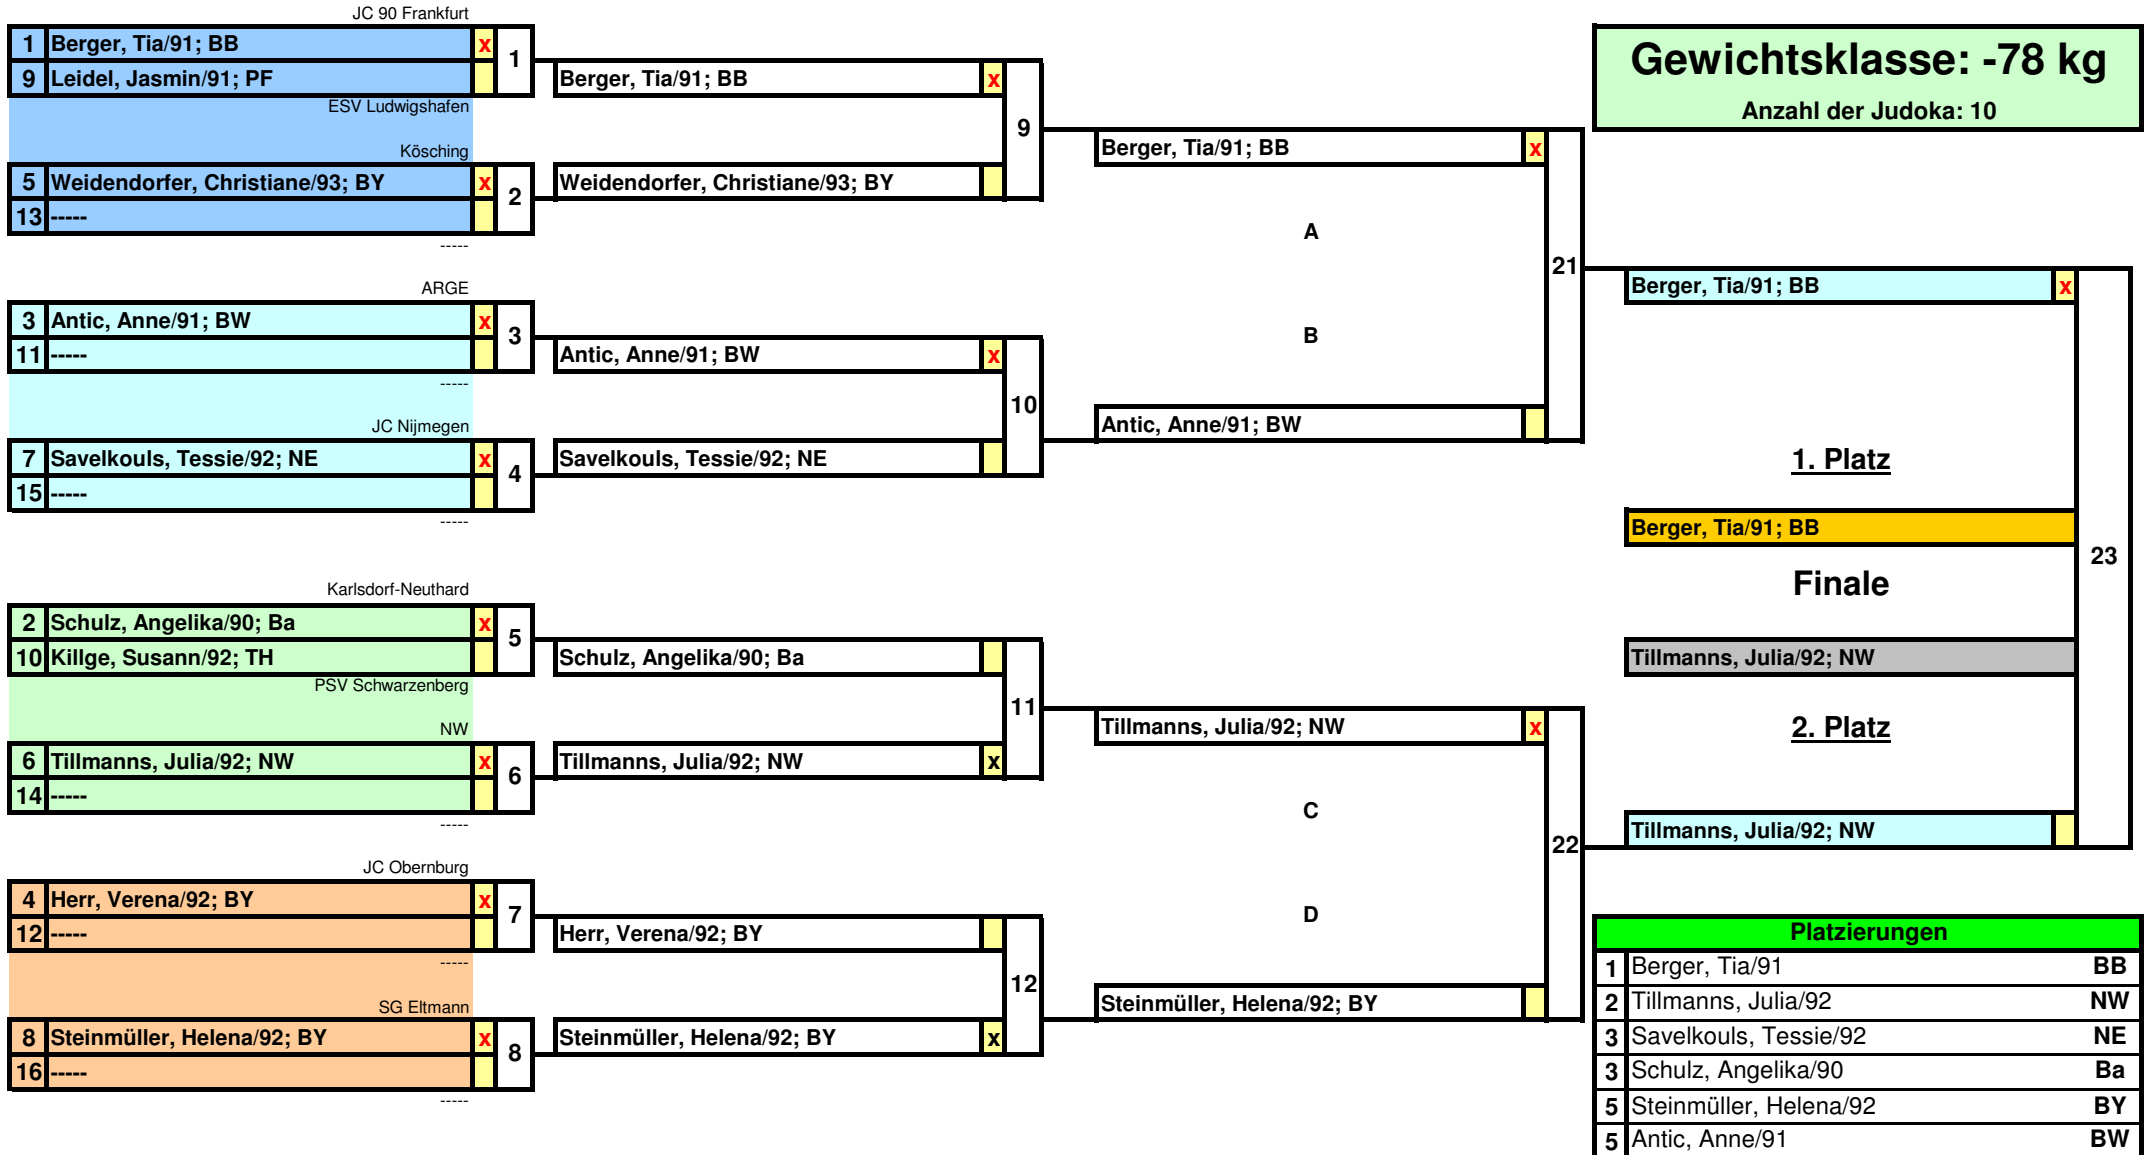 JC 90 Frankfurt
1 Berger, Tia/91; BB x
9 Leidel, Jasmin/91; PF
1
ESV Ludwigshafen
Kösching
5 Weidendorfer, Christiane/93; BY x
13 -----
2
-----
ARGE
3 Antic, Anne/91; BW x
11 -----
3
-----
JC Nijmegen
7 Savelkouls, Tessie/92; NE x
15 -----
4
-----
Karlsdorf-Neuthard
2 Schulz, Angelika/90; Ba x
10 Killge, Susann/92; TH
5
PSV Schwarzenberg
NW
6 Tillmanns, Julia/92; NW x
14 -----
6
-----
JC Obernburg
4 Herr, Verena/92; BY x
12 -----
7
-----
SG Eltmann
8 Steinmüller, Helena/92; BY x
16 -----
8
-----
Berger, Tia/91; BB x
9
Weidendorfer, Christiane/93; BY
Antic, Anne/91; BW x
10
Savelkouls, Tessie/92; NE
Schulz, Angelika/90; Ba
11
Tillmanns, Julia/92; NW x
Herr, Verena/92; BY
12
Steinmüller, Helena/92; BY x
Berger, Tia/91; BB x
A
21
B
Antic, Anne/91; BW
Tillmanns, Julia/92; NW x
C
22
D
Steinmüller, Helena/92; BY
Gewichtsklasse: -78 kg
Anzahl der Judoka: 10
Berger, Tia/91; BB x
1. Platz
Berger, Tia/91; BB
23
Finale
Tillmanns, Julia/92; NW
2. Platz
Tillmanns, Julia/92; NW
Platzierungen
1 Berger, Tia/91 BB
2 Tillmanns, Julia/92 NW
3 Savelkouls, Tessie/92 NE
3 Schulz, Angelika/90 Ba
5 Steinmüller, Helena/92 BY
5 Antic, Anne/91 BW